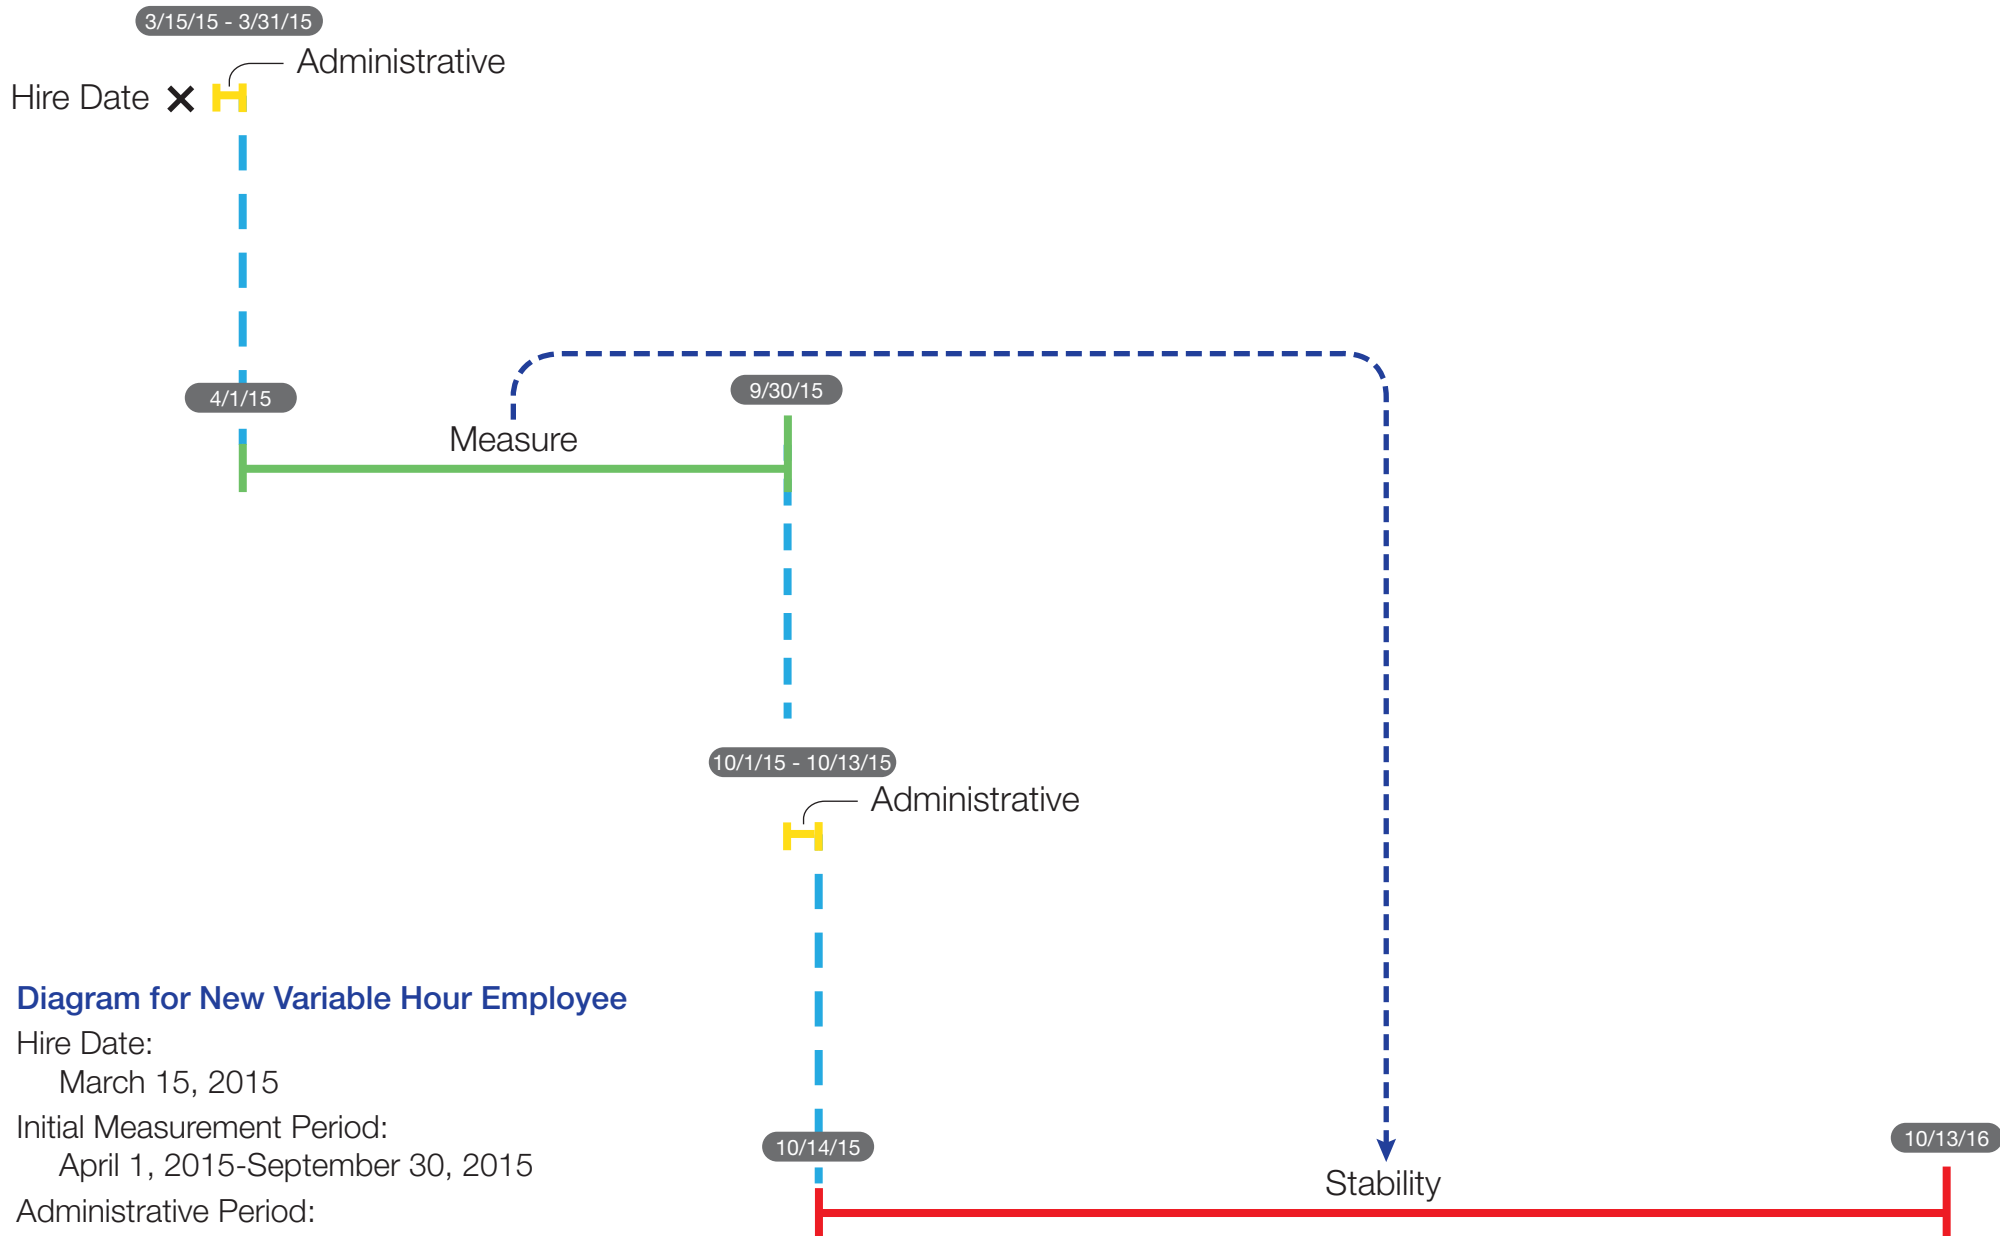 3/15/15 - 3/31/15
Administrative
Hire Date
4/1/15
9/30/15
Measure
10/1/15 - 10/13/15
Administrative
Diagram for New Variable Hour Employee
Hire Date:
March 15, 2015
Initial Measurement Period:
April 1, 2015-September 30, 2015
Administrative Period:
10/14/15
10/13/16
Stability